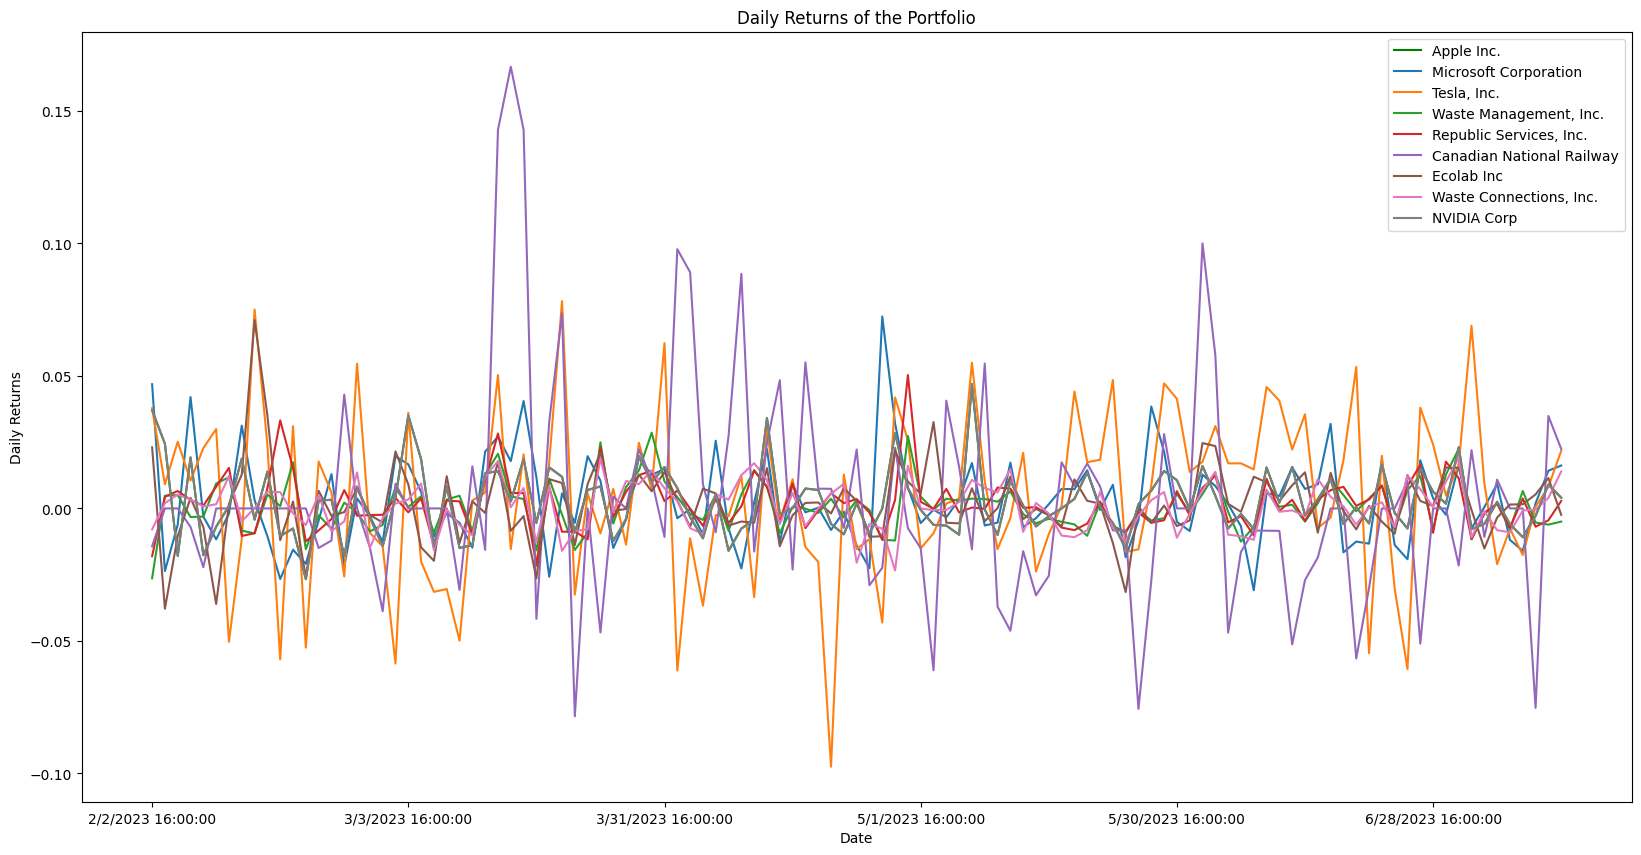 Daily Returns of the Portfolio
Apple Inc.
Microsoft Corporation
Tesla, Inc.
Waste Management, Inc.
Republic Services, Inc.
Canadian National Railway
Ecolab Inc
Waste Connections, Inc.
NVIDIA Corp
Daily Returns
0.15
0.10
0.05
0.00
−0.05
−0.10
2/2/2023 16:00:00
3/3/2023 16:00:00
3/31/2023 16:00:00
5/1/2023 16:00:00
5/30/2023 16:00:00
6/28/2023 16:00:00
Date